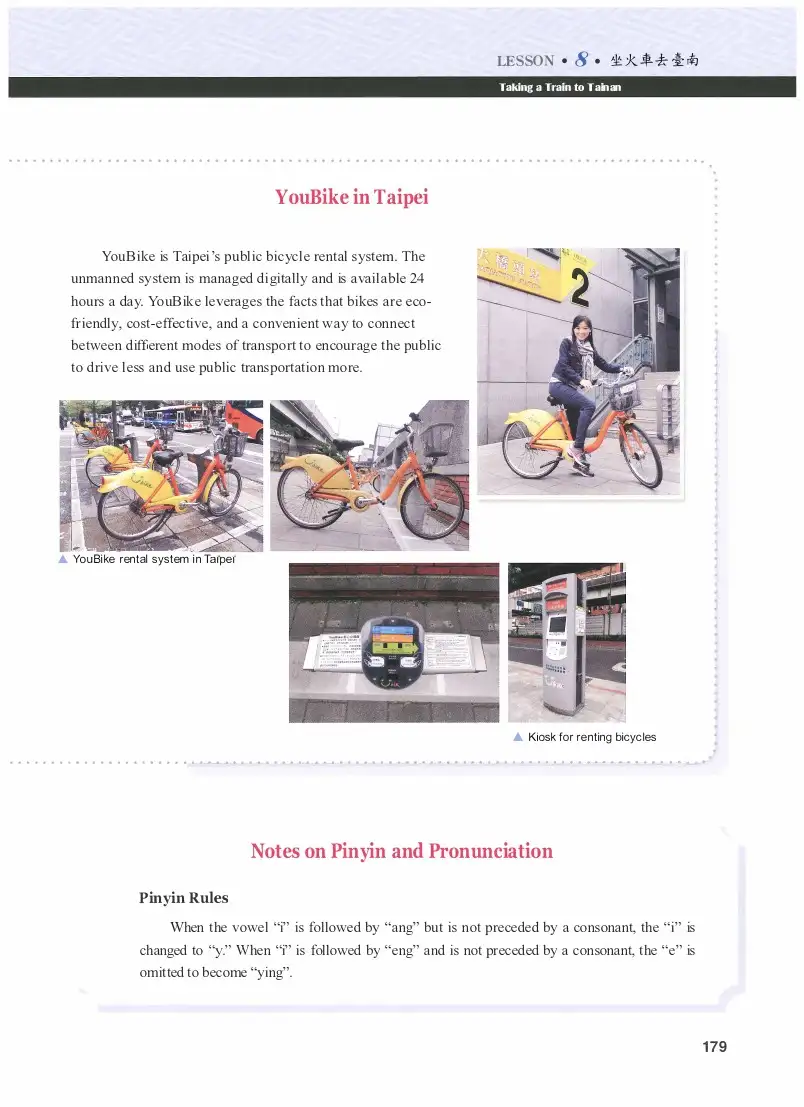 LESSON • 8 • 坐火車去臺南
Taking a Train to Tainan
YouBike in Taipei
YouBike is Taipei’s public bicycle rental system. The
unmanned system is managed digitally and is available 24
hours a day. YouBike leverages the facts that bikes are eco-
friendly, cost-effective, and a convenient way to connect
between different modes of transport to encourage the public
to drive less and use public transportation more.
2
▲ YouBike rental system in Taipei
▲ Kiosk for renting bicycles
Notes on Pinyin and Pronunciation
Pinyin Rules
When the vowel “i” is followed by “ang” but is not preceded by a consonant, the “i” is
changed to “y.” When “i” is followed by “eng” and is not preceded by a consonant, the “e” is
omitted to become “ying”.
179